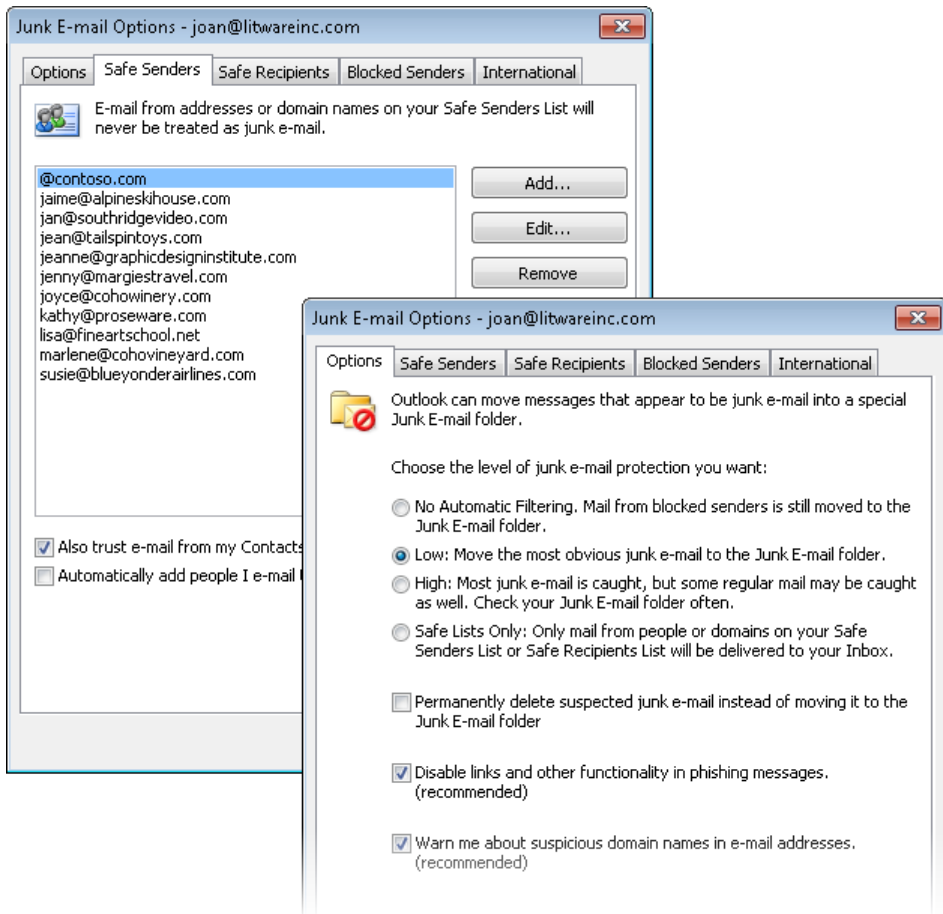 Junk E-mail Options - joan@litwareinc.com
Options Safe Senders Safe Recipients Blocked Senders International
E-mail from addresses or domain names on your Safe Senders List will
never be treated as junk e-mail.
@contoso.com
jaime@alpineskihouse.com
jan@southridgevideo.com
jean@tailspintoys.com
jeanne@graphicdesigninstitute.com
jenny@margiestravel.com
joyce@cohowinery.com
kathy@proseware.com
lisa@fineartschool.net
marlene@cohovineyard.com
susie@blueyonderairlines.com
Add...
Edit...
Remove
Also trust e-mail from my Contacts
Automatically add people I e-mail
Junk E-mail Options - joan@litwareinc.com
Options Safe Senders Safe Recipients Blocked Senders International
Outlook can move messages that appear to be junk e-mail into a special
Junk E-mail folder.
Choose the level of junk e-mail protection you want:
No Automatic Filtering. Mail from blocked senders is still moved to the
Junk E-mail folder.
Low: Move the most obvious junk e-mail to the Junk E-mail folder.
High: Most junk e-mail is caught, but some regular mail may be caught
as well. Check your Junk E-mail folder often.
Safe Lists Only: Only mail from people or domains on your Safe
Senders List or Safe Recipients List will be delivered to your Inbox.
Permanently delete suspected junk e-mail instead of moving it to the
Junk E-mail folder
Disable links and other functionality in phishing messages.
(recommended)
Warn me about suspicious domain names in e-mail addresses.
(recommended)